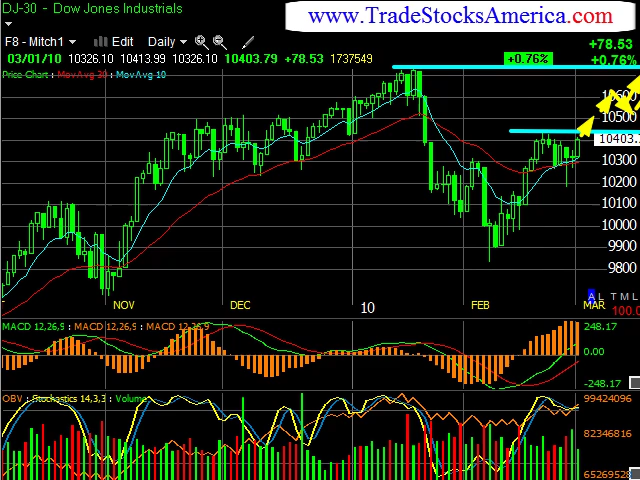 DJ-30 - Dow Jones Industrials
www.TradeStocksAmerica.com
F8 - Mitch1 Edit Daily
+78.53
03/01/10 10326.10 10413.99 10326.10 10403.79 +78.53 1737549
+0.76% +0.76%
Price Chart : MovAvg 30 : MovAvg 10
10500
10403.
10300
10200
10100
10000
9900
9800
A L T M L
NOV DEC 10 FEB MAR
100.0
MACD 12,26,9 : MACD 12,26,9 : MACD 12,26,9
248.17
0.00
-248.17
OBV : Stochastics 14,3,3 : Volume
99424096
82346816
65269528